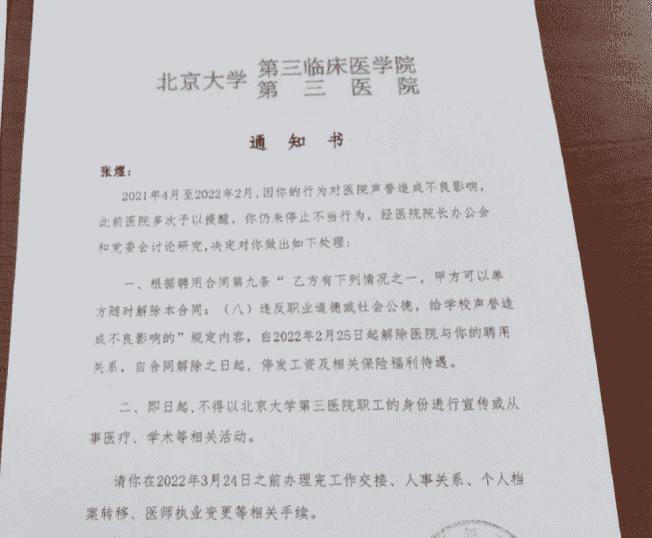 北京大学 第三临床医学院
第三医院
通知书
张煜：
2021年4月至2022年2月，因你的行为对医院声誉造成不良影响，
此前医院多次予以提醒，你仍未停止不当行为，经医院院长办公会
和党委会讨论研究，决定对你做出如下处理：
一、根据聘用合同第九条“ 乙方有下列情况之一，甲方可以单
方随时解除本合同：（八）违反职业道德或社会公德，给学校声誉造
成不良影响的”规定内容，自2022年2月25日起解除医院与你的聘用
关系，自合同解除之日起，停发工资及相关保险福利待遇。
二、即日起，不得以北京大学第三医院职工的身份进行宣传或从
事医疗、学术等相关活动。
请你在2022年3月24日之前办理完工作交接、人事关系、个人档
案转移、医师执业变更等相关手续。